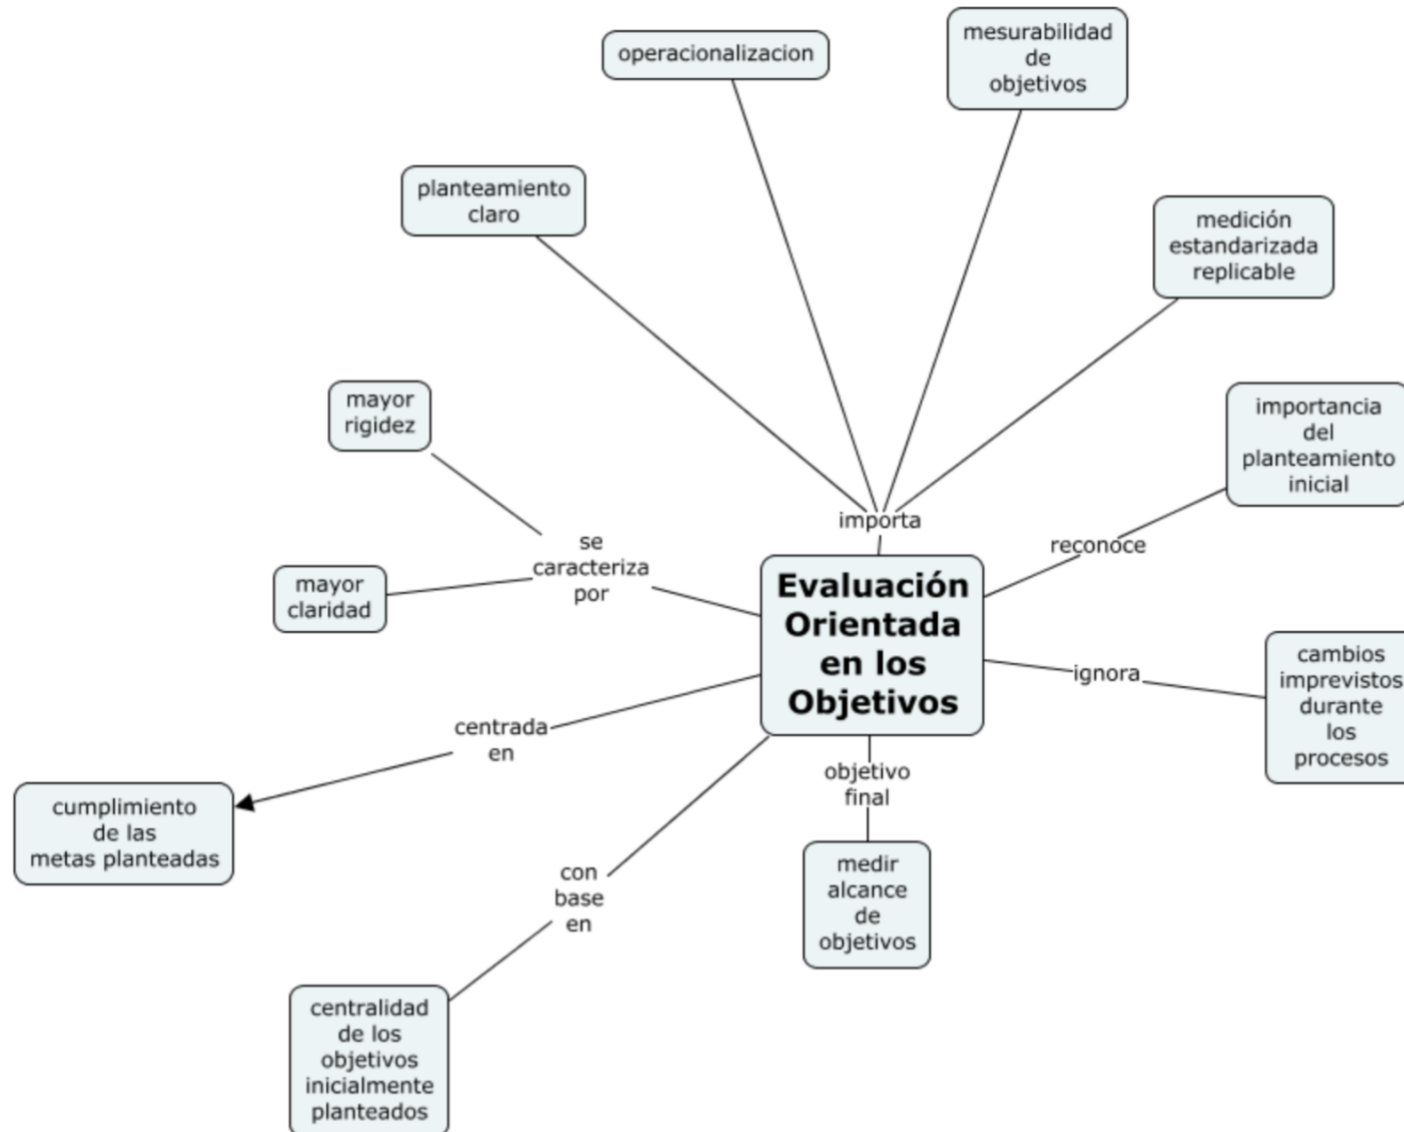 mesurabilidad
de
objetivos
operacionalizacion
planteamiento
claro
medición
estandarizada
replicable
mayor
rigidez
importancia
del
planteamiento
inicial
importa
reconoce
se
caracteriza
por
mayor
claridad
Evaluación
Orientada
en los
Objetivos
cambios
imprevistos
durante
los
procesos
ignora
centrada
en
objetivo
final
cumplimiento
de las
metas planteadas
medir
alcance
de
objetivos
con
base
en
centralidad
de los
objetivos
inicialmente
planteados